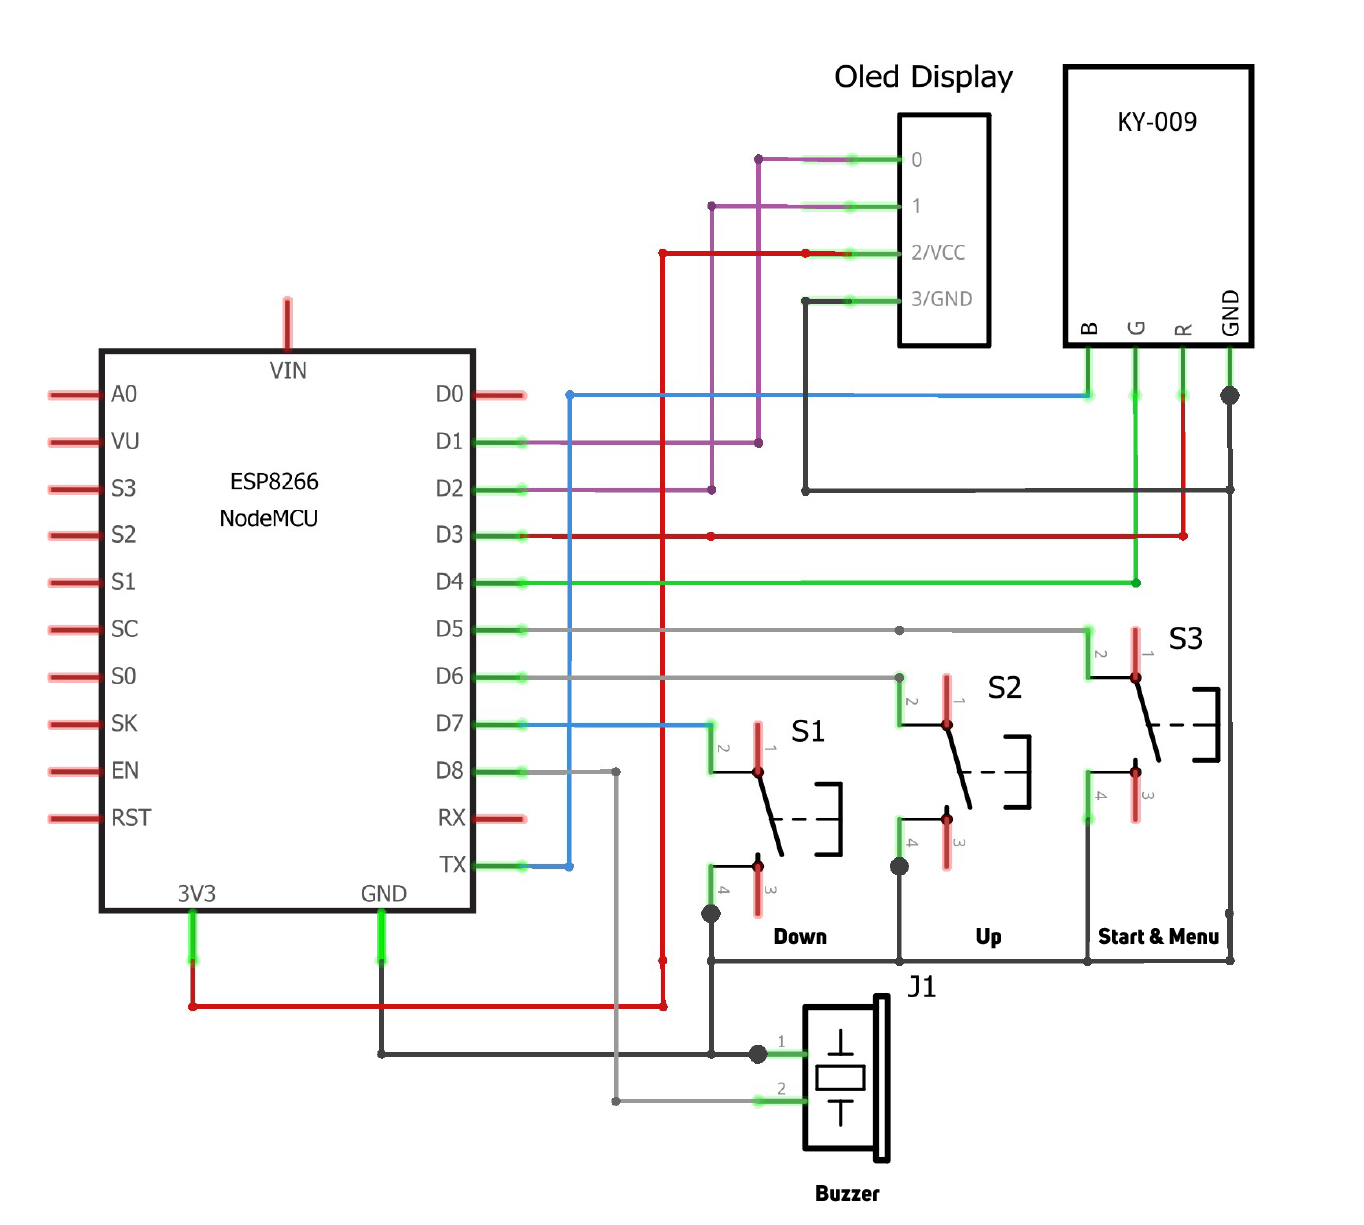 Oled Display
KY-009
0
1
2/VCC
3/GND
B
G
R
GND
VIN
A0
D0
VU
D1
S3
ESP8266
D2
NodeMCU
S2
D3
S1
D4
SC
D5
S0
D6
SK
D7
EN
D8
RST
RX
TX
3V3
GND
S3
2
1
4
3
S2
2
1
4
3
S1
2
1
4
3
Down
Up
Start & Menu
J1
1
2
Buzzer